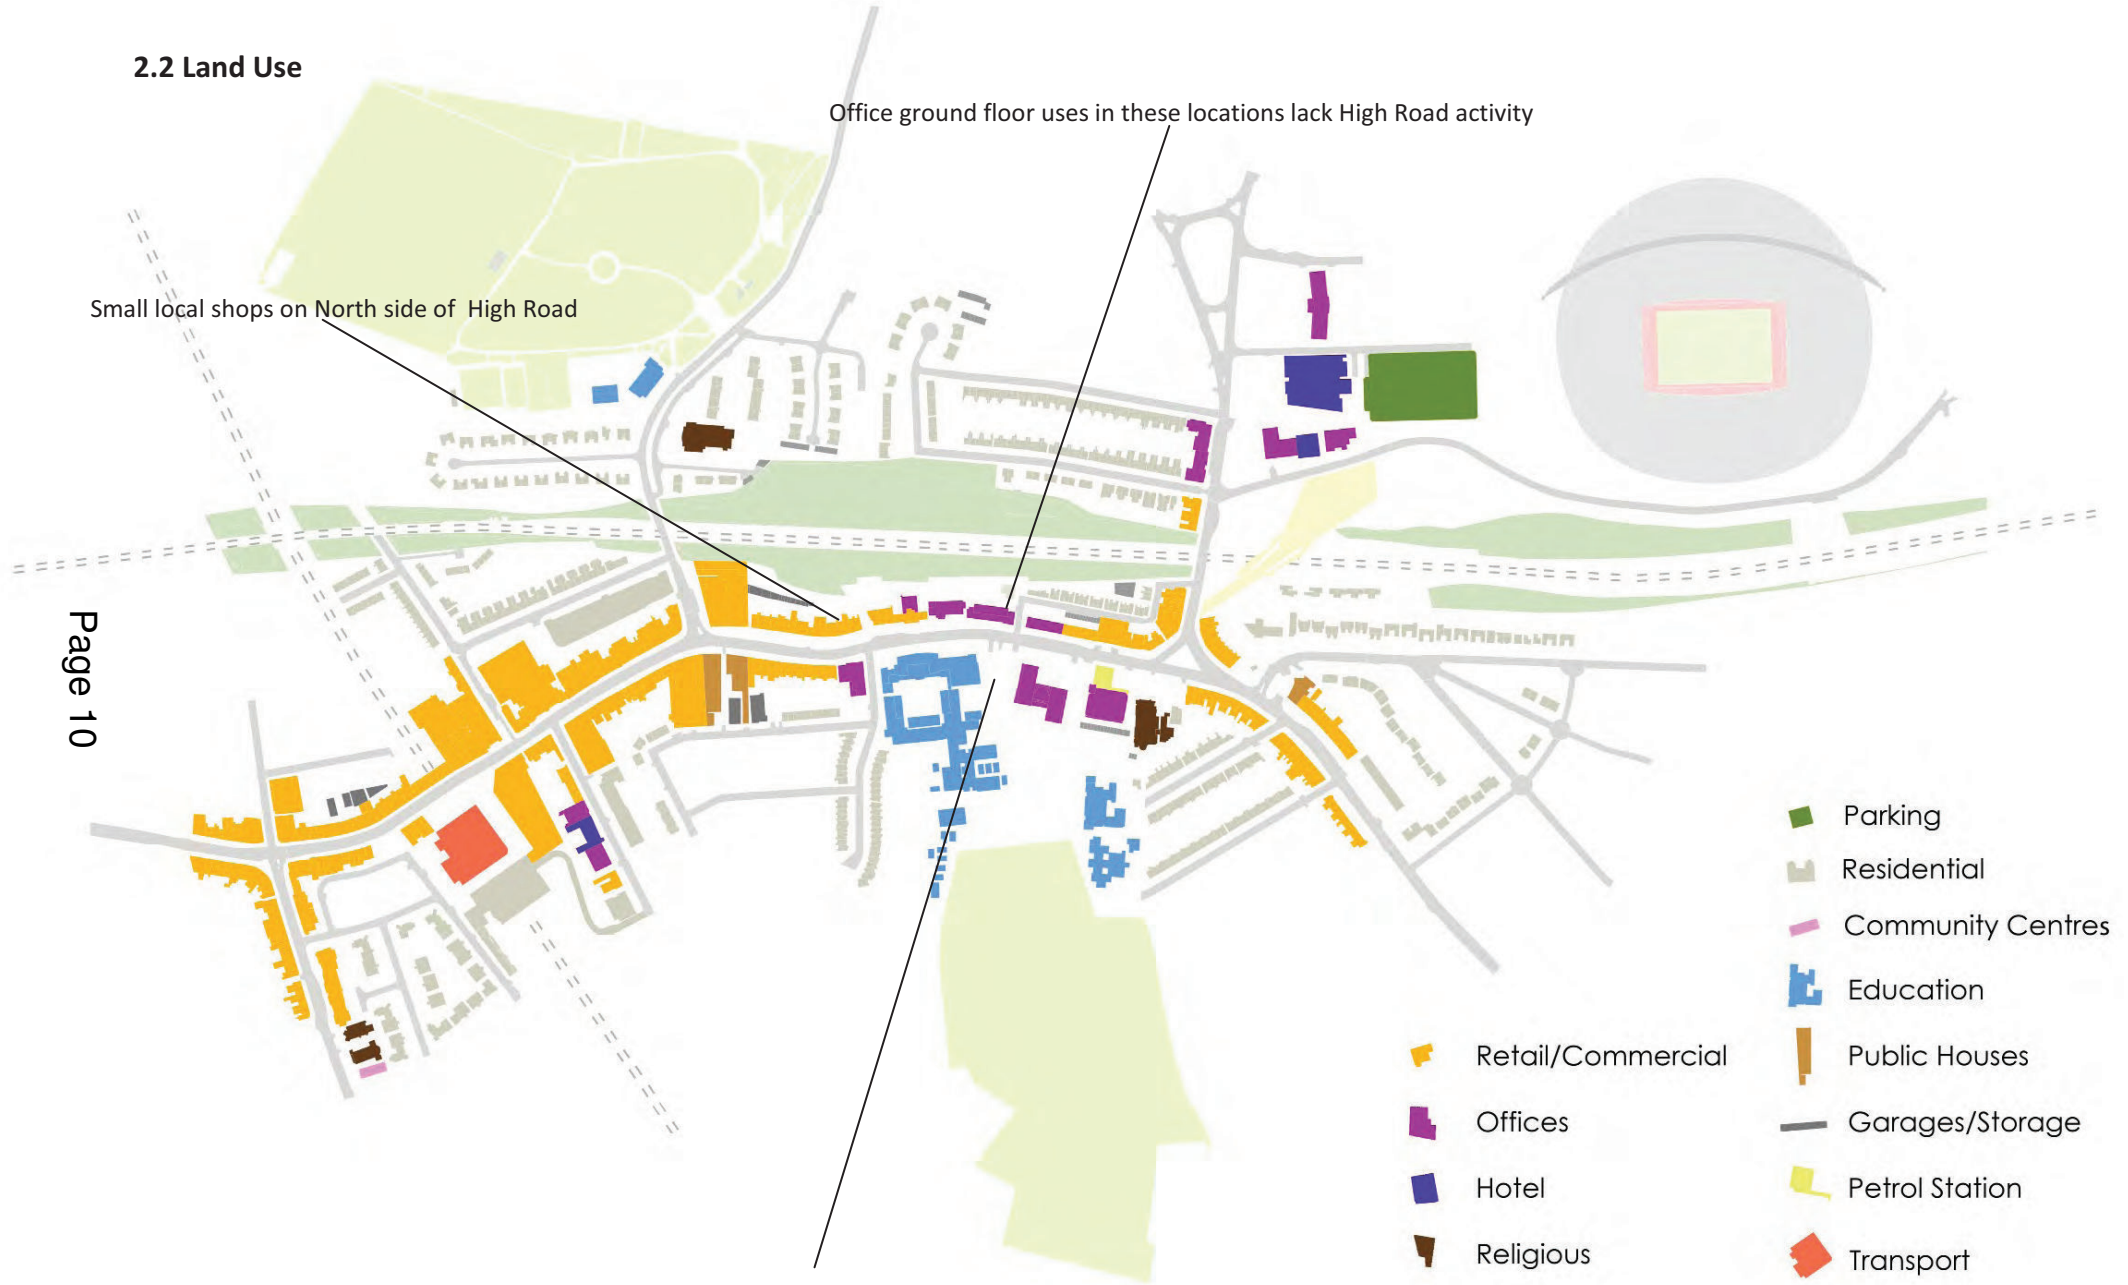 2.2 Land Use
Office ground floor uses in these locations lack High Road activity
Small local shops on North side of High Road
Page 10
Parking
Residential
Community Centres
Education
Retail/Commercial
Public Houses
Offices
Garages/Storage
Hotel
Petrol Station
Religious
Transport